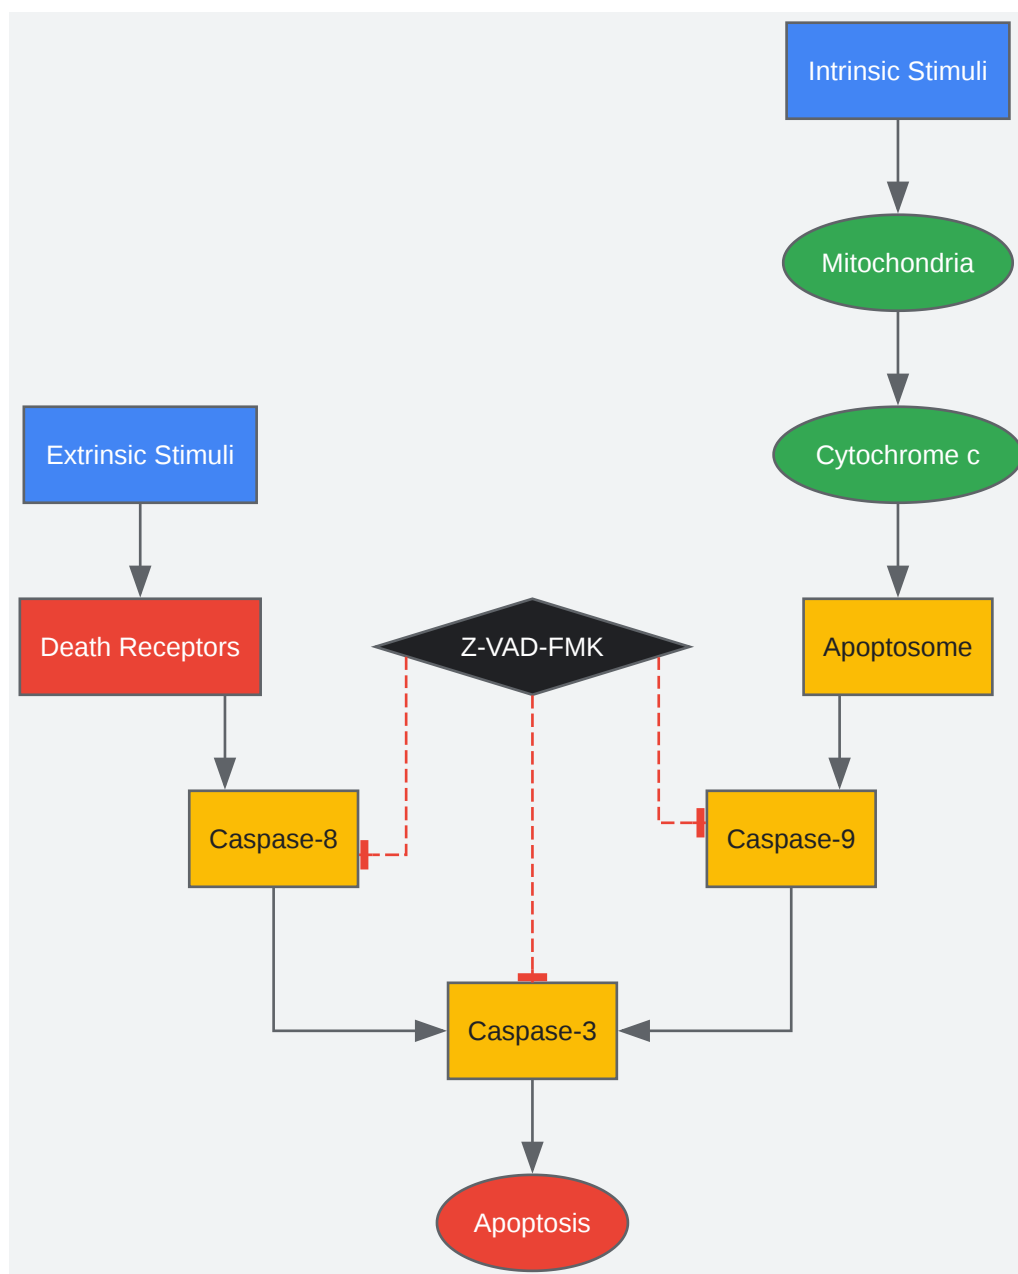 Intrinsic Stimuli
Mitochondria
Extrinsic Stimuli
Cytochrome c
Death Receptors
Z-VAD-FMK
Apoptosome
Caspase-8
Caspase-9
Caspase-3
Apoptosis